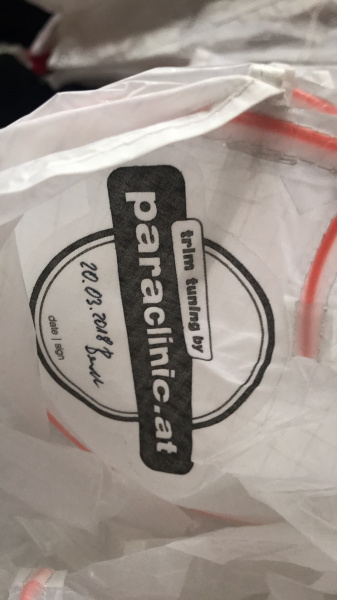 trim tuning by
paraclinic.at
20.03.2018
date | sign